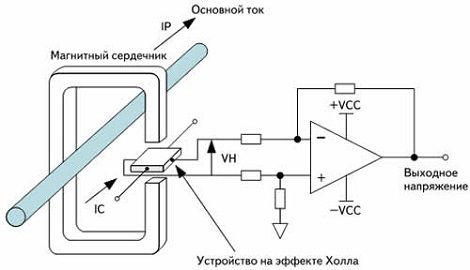 Основной ток
IP
Магнитный сердечник
+VCC
−
VH
+
Выходное
напряжение
IC
−VCC
Устройство на эффекте Холла